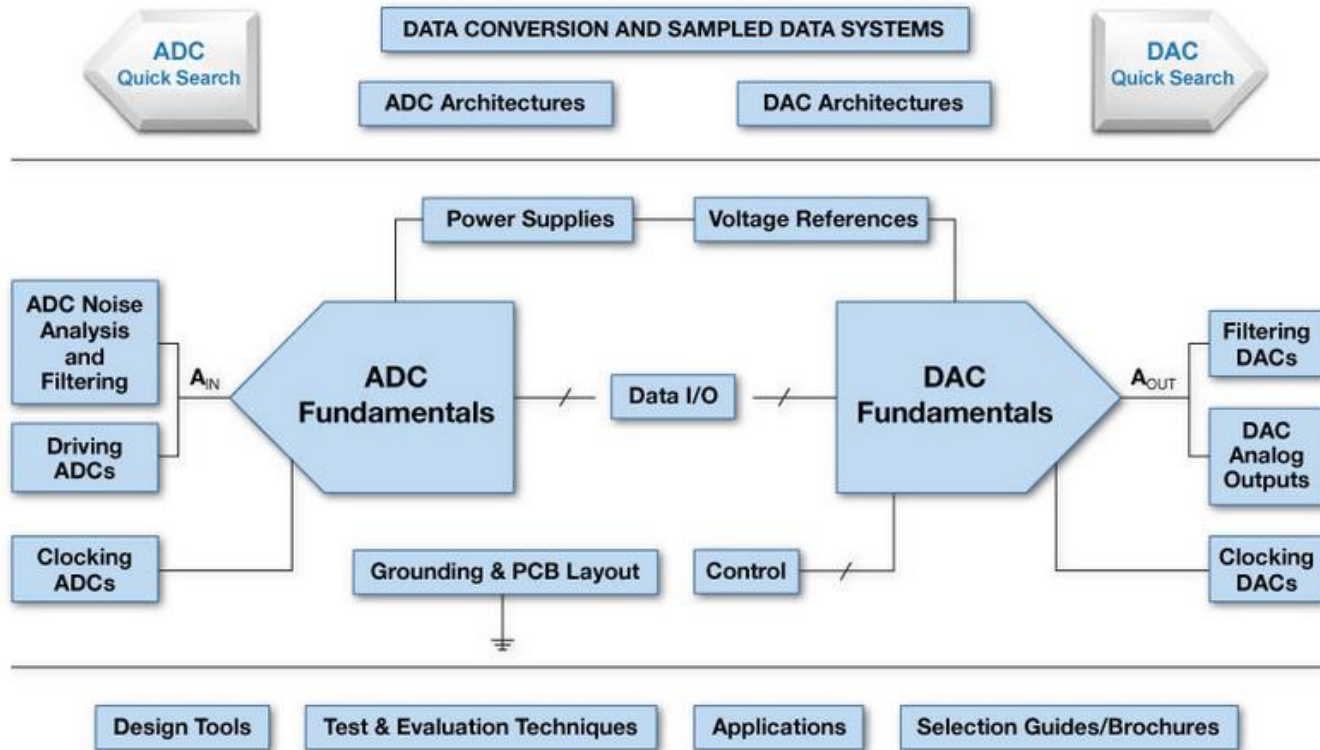 ADC
Quick Search
DATA CONVERSION AND SAMPLED DATA SYSTEMS
DAC
Quick Search
ADC Architectures
DAC Architectures
Power Supplies
Voltage References
ADC Noise
Analysis
and
Filtering
AIN
ADC
Fundamentals
Data I/O
DAC
Fundamentals
AOUT
Filtering
DACs
Driving
ADCs
DAC
Analog
Outputs
Clocking
ADCs
Grounding & PCB Layout
Control
Clocking
DACs
Design Tools
Test & Evaluation Techniques
Applications
Selection Guides/Brochures